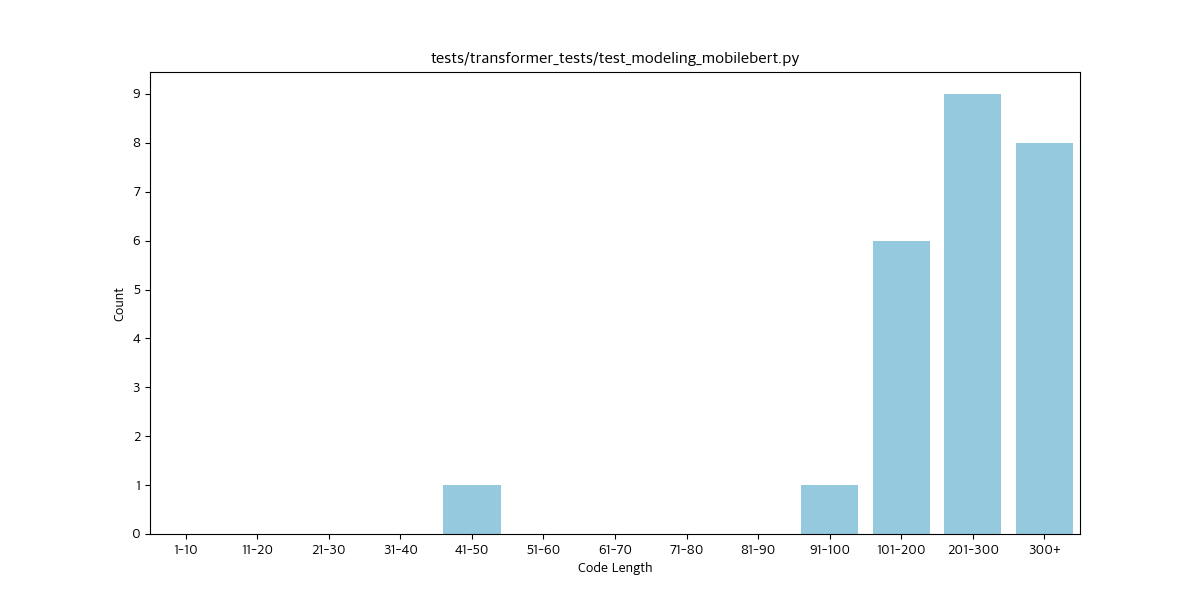 tests/transformer_tests/test_modeling_mobilebert.py
9
8
7
6
5
4
3
2
1
0
Count
1-10 11-20 21-30 31-40 41-50 51-60 61-70 71-80 81-90 91-100 101-200 201-300 300+
Code Length